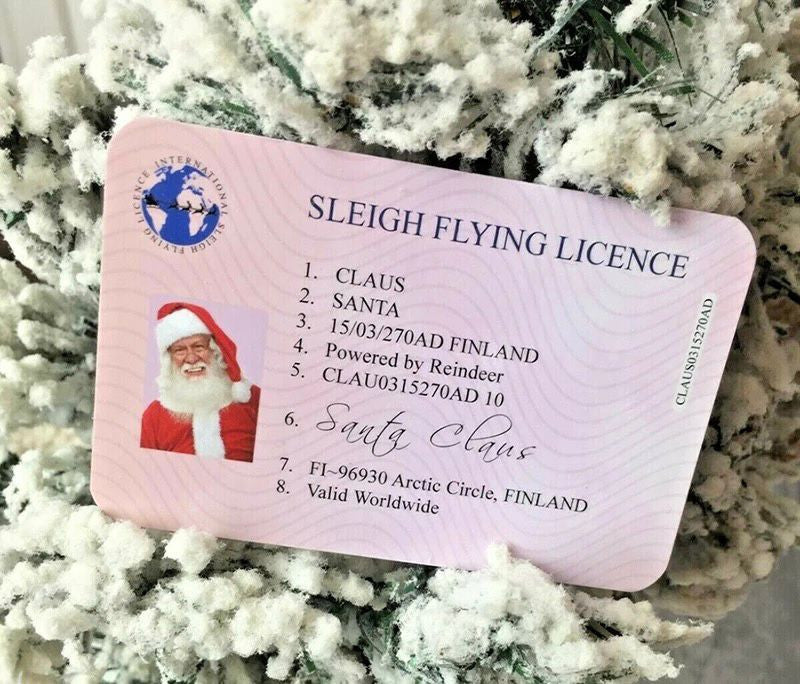 INTERNATIONAL SLEIGH FLYING LICENCE
SLEIGH FLYING LICENCE
1. CLAUS
2. SANTA
3. 15/03/270AD FINLAND
4. Powered by Reindeer
5. CLAU0315270AD 10
6. Santa Claus
7. FI~96930 Arctic Circle, FINLAND
8. Valid Worldwide
CLAUS0315270AD